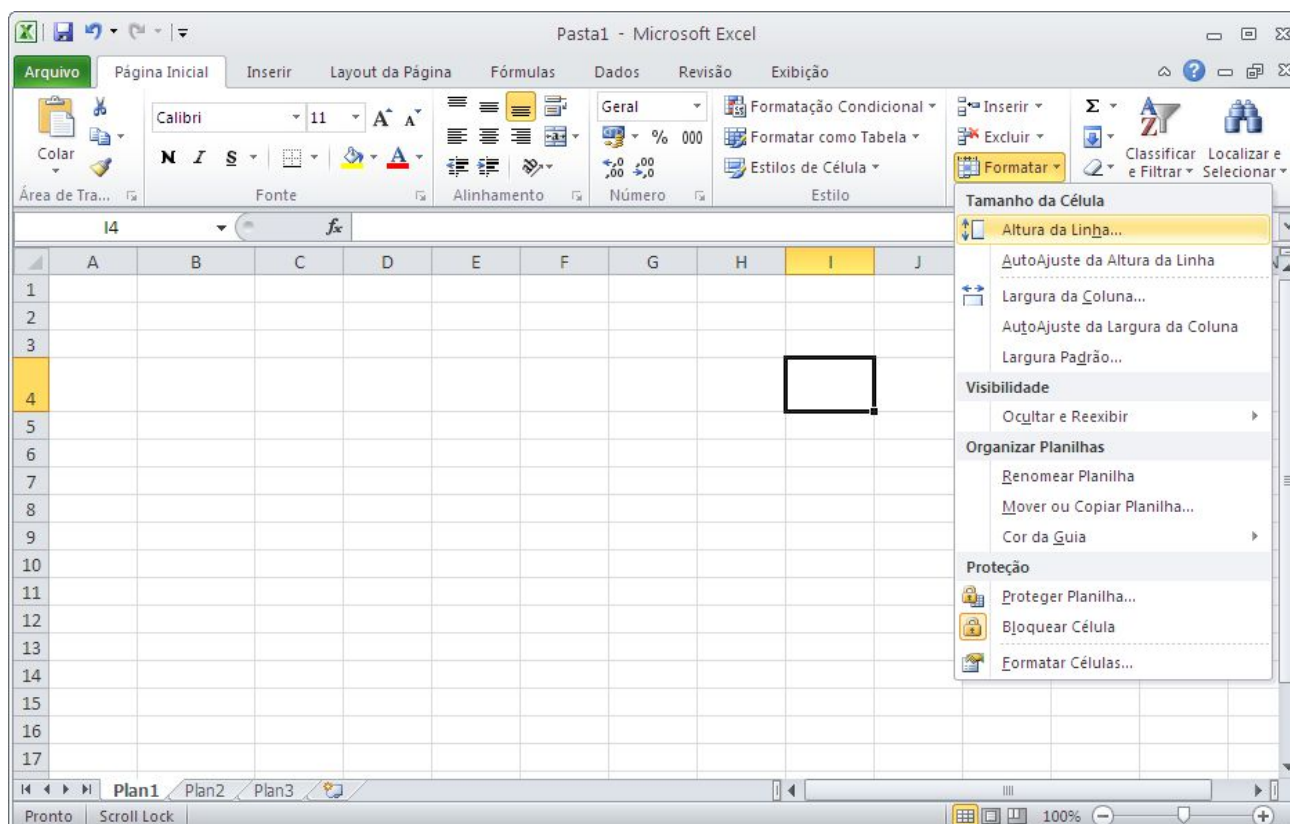 Pasta1 - Microsoft Excel
Arquivo Página Inicial Inserir Layout da Página Fórmulas Dados Revisão Exibição
Colar
Área de Tra...
Calibri 11 A A
N I S A
Fonte
Alinhamento
Geral
% 000
,00 ,00
Número
Formatação Condicional
Formatar como Tabela
Estilos de Célula
Estilo
Inserir
Excluir
Formatar
Σ
Classificar e Filtrar
Localizar e Selecionar
I4 fx
A B C D E F G H I J
1
2
3
4
5
6
7
8
9
10
11
12
13
14
15
16
17
Tamanho da Célula
Altura da Linha...
AutoAjuste da Altura da Linha
Largura da Coluna...
AutoAjuste da Largura da Coluna
Largura Padrão...
Visibilidade
Ocultar e Reexibir
Organizar Planilhas
Renomear Planilha
Mover ou Copiar Planilha...
Cor da Guia
Proteção
Proteger Planilha...
Bloquear Célula
Formatar Células...
Plan1 Plan2 Plan3
Pronto Scroll Lock 100%